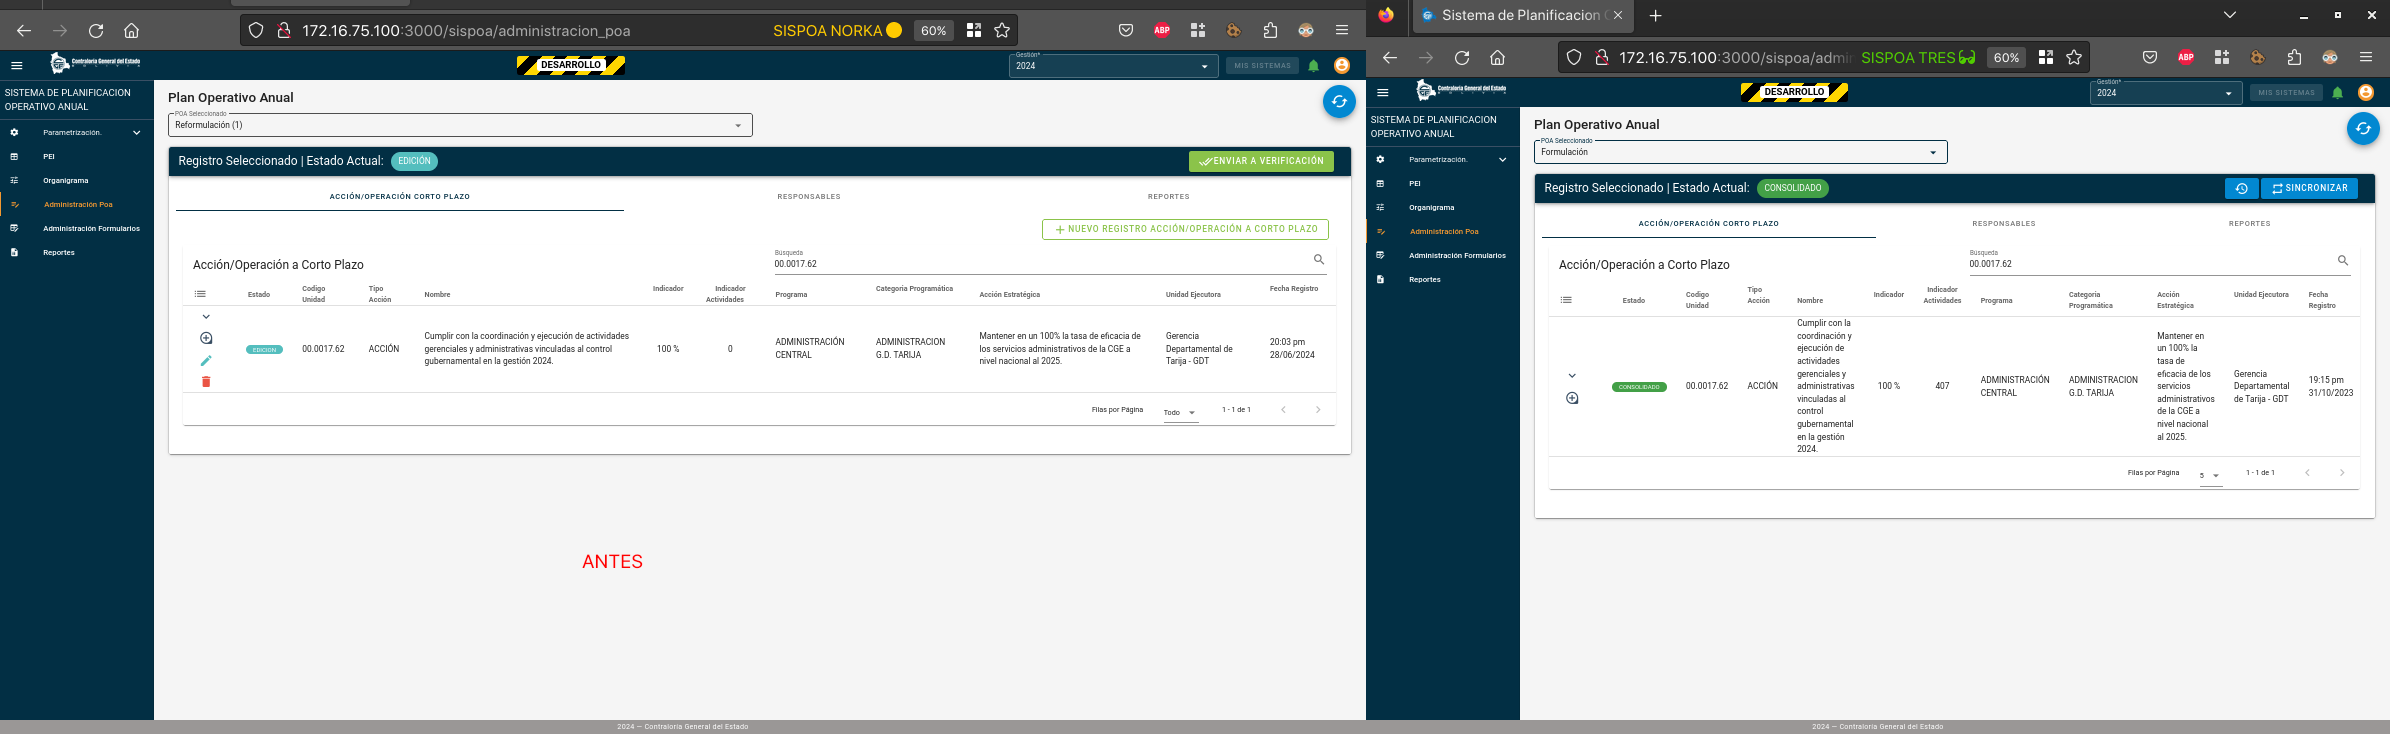 172.16.75.100:3000/sispoa/administracion_poa
SISPOA NORKA
60%
ABP
Contraloría General del Estado
DESARROLLO
Gestión*
2024
MIS SISTEMAS
SISTEMA DE PLANIFICACION
OPERATIVO ANUAL
Parametrización.
PEI
Organigrama
Administración Poa
Administración Formularios
Reportes
Plan Operativo Anual
POA Seleccionado
Reformulación (1)
Registro Seleccionado | Estado Actual:
EDICIÓN
ENVIAR A VERIFICACIÓN
ACCIÓN/OPERACIÓN CORTO PLAZO
RESPONSABLES
REPORTES
NUEVO REGISTRO ACCIÓN/OPERACIÓN A CORTO PLAZO
Acción/Operación a Corto Plazo
Búsqueda
00.0017.62
Estado
Codigo
Unidad
Tipo
Acción
Nombre
Indicador
Indicador
Actividades
Programa
Categoria Programática
Acción Estratégica
Unidad Ejecutora
Fecha Registro
EDICION
00.0017.62
ACCIÓN
Cumplir con la coordinación y ejecución de actividades
gerenciales y administrativas vinculadas al control
gubernamental en la gestión 2024.
100 %
0
ADMINISTRACIÓN
CENTRAL
ADMINISTRACION
G.D. TARIJA
Mantener en un 100% la tasa de eficacia de
los servicios administrativos de la CGE a
nivel nacional al 2025.
Gerencia
Departamental de
Tarija - GDT
20:03 pm
28/06/2024
Filas por Página
Todo
1 - 1 de 1
ANTES
2024 — Contraloría General del Estado
Sistema de Planificacion
172.16.75.100:3000/sispoa/admi
SISPOA TRES
60%
ABP
Contraloría General del Estado
DESARROLLO
Gestión*
2024
MIS SISTEMAS
SISTEMA DE PLANIFICACION
OPERATIVO ANUAL
Parametrización.
PEI
Organigrama
Administración Poa
Administración Formularios
Reportes
Plan Operativo Anual
POA Seleccionado
Formulación
Registro Seleccionado | Estado Actual:
CONSOLIDADO
SINCRONIZAR
ACCIÓN/OPERACIÓN CORTO PLAZO
RESPONSABLES
REPORTES
Acción/Operación a Corto Plazo
Búsqueda
00.0017.62
Estado
Codigo
Unidad
Tipo
Acción
Nombre
Indicador
Indicador
Actividades
Programa
Categoria
Programática
Acción
Estratégica
Unidad Ejecutora
Fecha
Registro
CONSOLIDADO
00.0017.62
ACCIÓN
Cumplir con la
coordinación y
ejecución de
actividades
gerenciales y
administrativas
vinculadas al
control
gubernamental
en la gestión
2024.
100 %
407
ADMINISTRACIÓN
CENTRAL
ADMINISTRACION
G.D. TARIJA
Mantener en
un 100% la
tasa de
eficacia de los
servicios
administrativos
de la CGE a
nivel nacional
al 2025.
Gerencia
Departamental
de Tarija - GDT
19:15 pm
31/10/2023
Filas por Página
5
1 - 1 de 1
2024 — Contraloría General del Estado